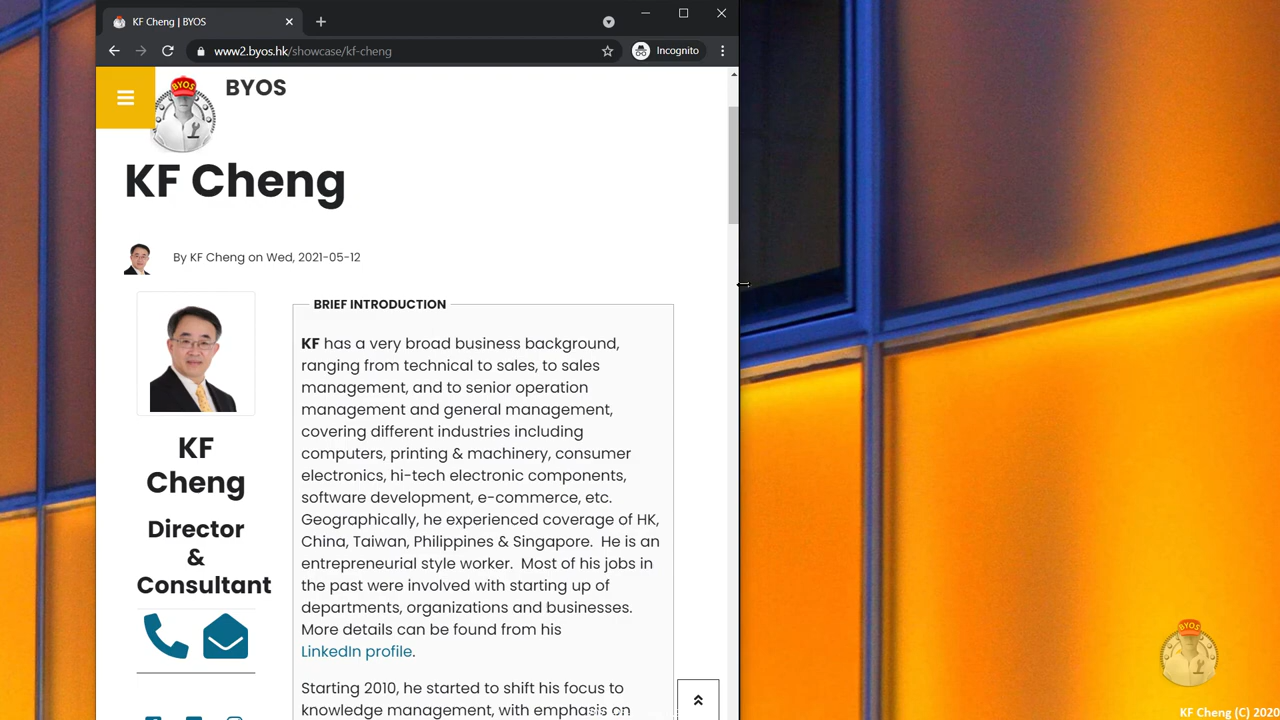 KF Cheng | BYOS
www2.byos.hk/showcase/kf-cheng
Incognito
BYOS
BYOS
KF Cheng
By KF Cheng on Wed, 2021-05-12
KF
Cheng
Director
&
Consultant
BRIEF INTRODUCTION
KF has a very broad business background,
ranging from technical to sales, to sales
management, and to senior operation
management and general management,
covering different industries including
computers, printing & machinery, consumer
electronics, hi-tech electronic components,
software development, e-commerce, etc.
Geographically, he experienced coverage of HK,
China, Taiwan, Philippines & Singapore.  He is an
entrepreneurial style worker.  Most of his jobs in
the past were involved with starting up of
departments, organizations and businesses.
More details can be found from his
LinkedIn profile.
Starting 2010, he started to shift his focus to
knowledge management, with emphasis on
BYOS
KF Cheng (C) 2020